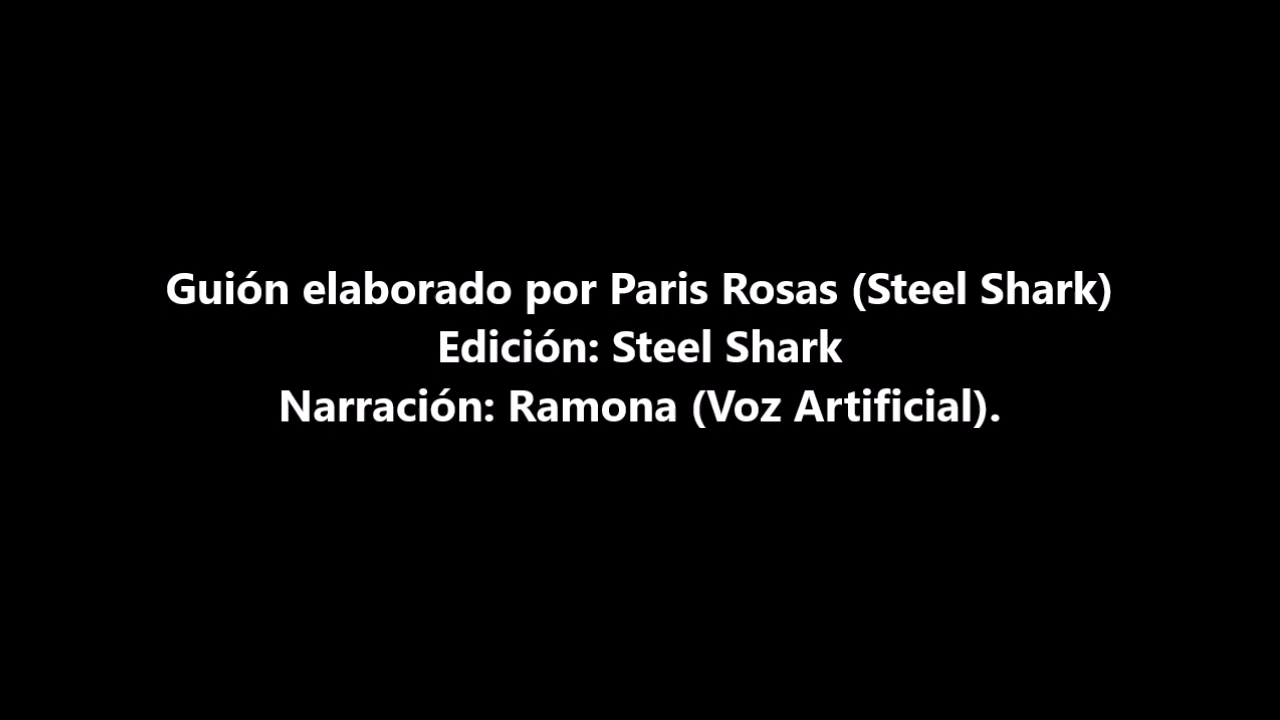 Guión elaborado por Paris Rosas (Steel Shark)
Edición: Steel Shark
Narración: Ramona (Voz Artificial).